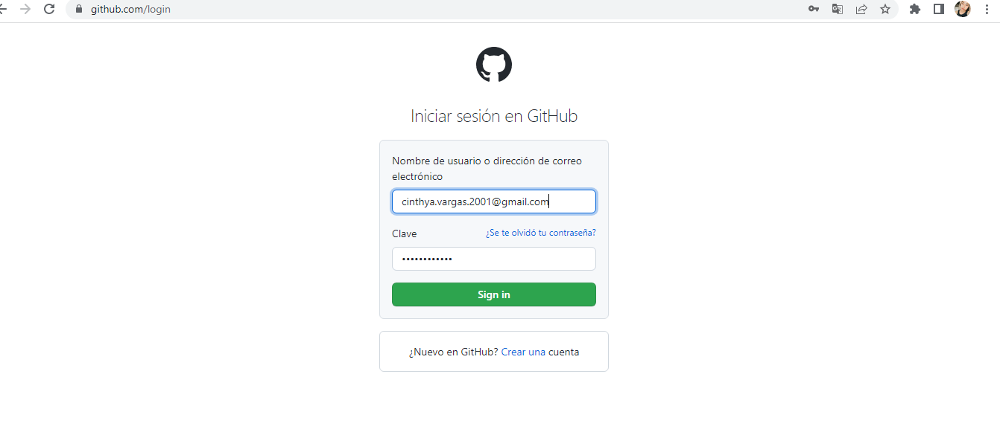 github.com/login
Iniciar sesión en GitHub
Nombre de usuario o dirección de correo
electrónico
cinthya.vargas.2001@gmail.com
Clave ¿Se te olvidó tu contraseña?
••••••••••••
Sign in
¿Nuevo en GitHub? Crear una cuenta